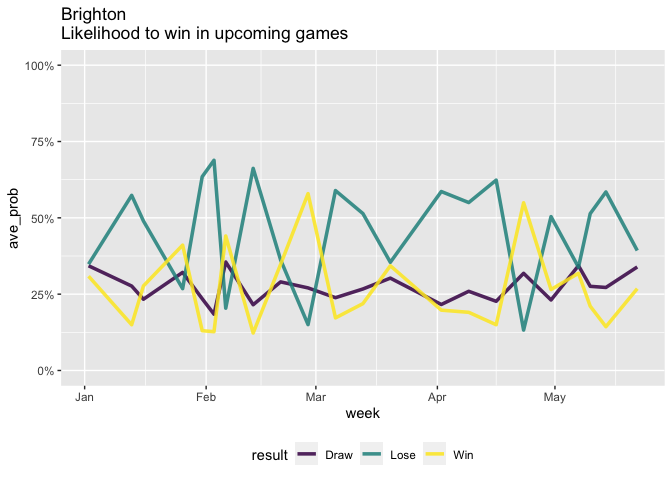 Brighton
Likelihood to win in upcoming games
100%
75%
50%
25%
0%
ave_prob
Jan Feb Mar Apr May
week
result Draw Lose Win